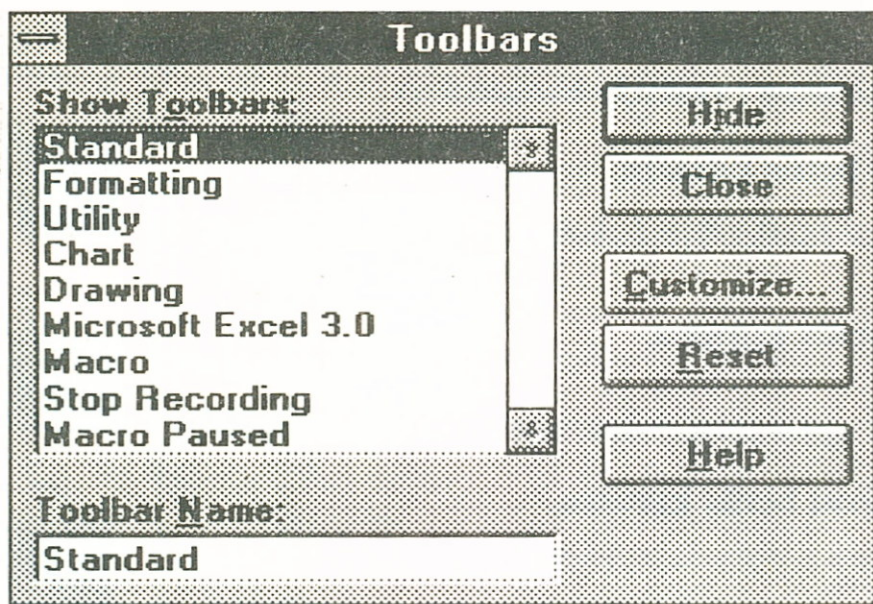 Toolbars
Show Toolbars:
Standard
Formatting
Utility
Chart
Drawing
Microsoft Excel 3.0
Macro
Stop Recording
Macro Paused
Toolbar Name:
Standard
Hide
Close
Customize...
Reset
Help